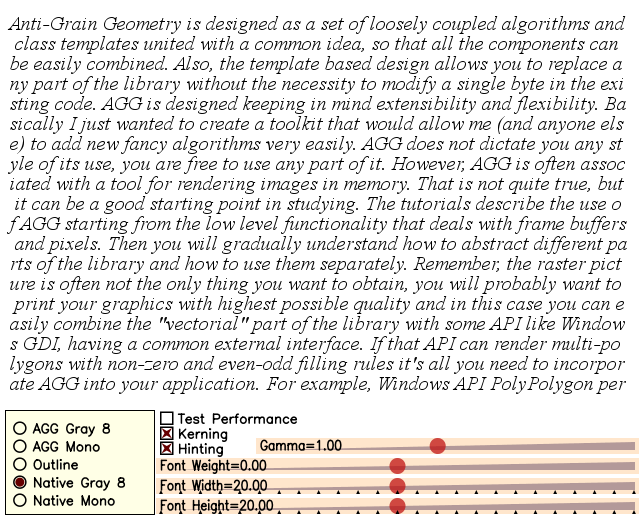 Anti-Grain Geometry is designed as a set of loosely coupled algorithms and
class templates united with a common idea, so that all the components can
be easily combined. Also, the template based design allows you to replace a
ny part of the library without the necessity to modify a single byte in the exi
sting code. AGG is designed keeping in mind extensibility and flexibility. Ba
sically I just wanted to create a toolkit that would allow me (and anyone els
e) to add new fancy algorithms very easily. AGG does not dictate you any st
yle of its use, you are free to use any part of it. However, AGG is often assoc
iated with a tool for rendering images in memory. That is not quite true, but
it can be a good starting point in studying. The tutorials describe the use o
f AGG starting from the low level functionality that deals with frame buffers
and pixels. Then you will gradually understand how to abstract different pa
rts of the library and how to use them separately. Remember, the raster pict
ure is often not the only thing you want to obtain, you will probably want to
print your graphics with highest possible quality and in this case you can e
asily combine the "vectorial" part of the library with some API like Window
s GDI, having a common external interface. If that API can render multi-po
lygons with non-zero and even-odd filling rules it's all you need to incorpor
ate AGG into your application. For example, Windows API PolyPolygon per
AGG Gray 8
AGG Mono
Outline
Native Gray 8
Native Mono
Test Performance
Kerning
Hinting
Gamma=1.00
Font Weight=0.00
Font Width=20.00
Font Height=20.00